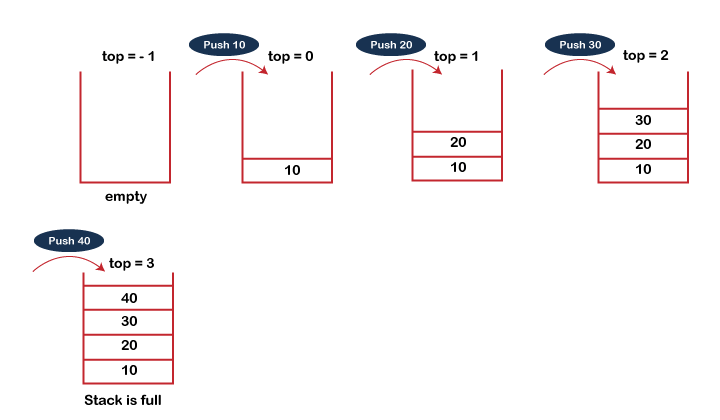 Push 10
Push 20
Push 30
top = - 1
top = 0
top = 1
top = 2
30
20
20
10
10
10
empty
Push 40
top = 3
40
30
20
10
Stack is full